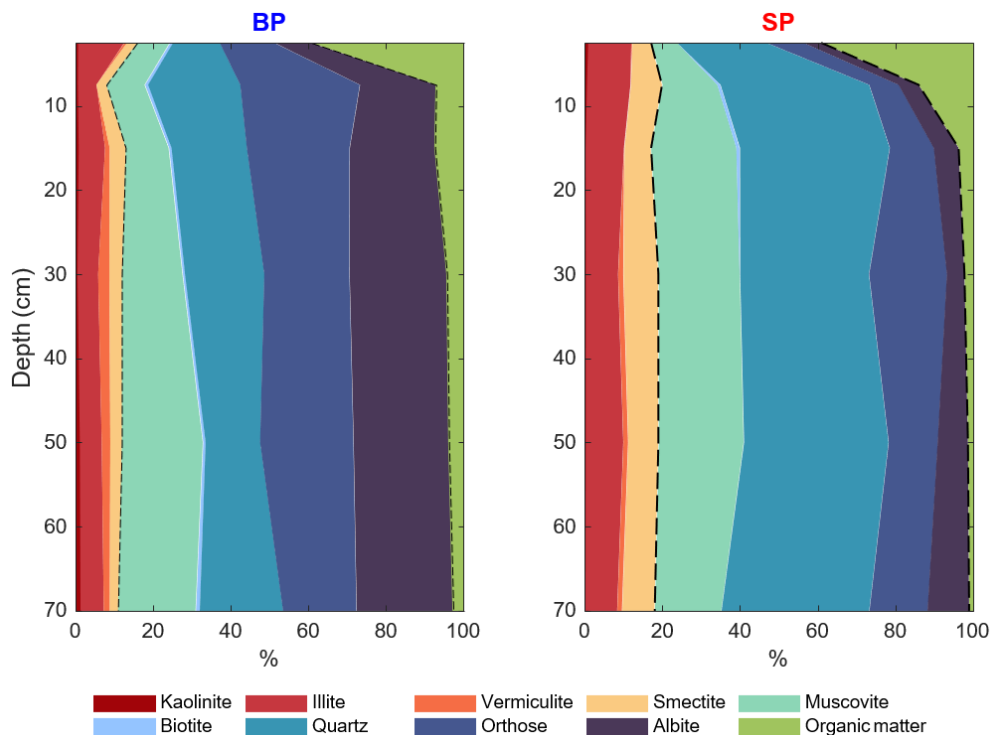 BP
SP
Depth (cm)
10
20
30
40
50
60
70
0
20
40
60
80
100
%
10
20
30
40
50
60
70
0
20
40
60
80
100
%
Kaolinite
Illite
Vermiculite
Smectite
Muscovite
Biotite
Quartz
Orthose
Albite
Organic matter